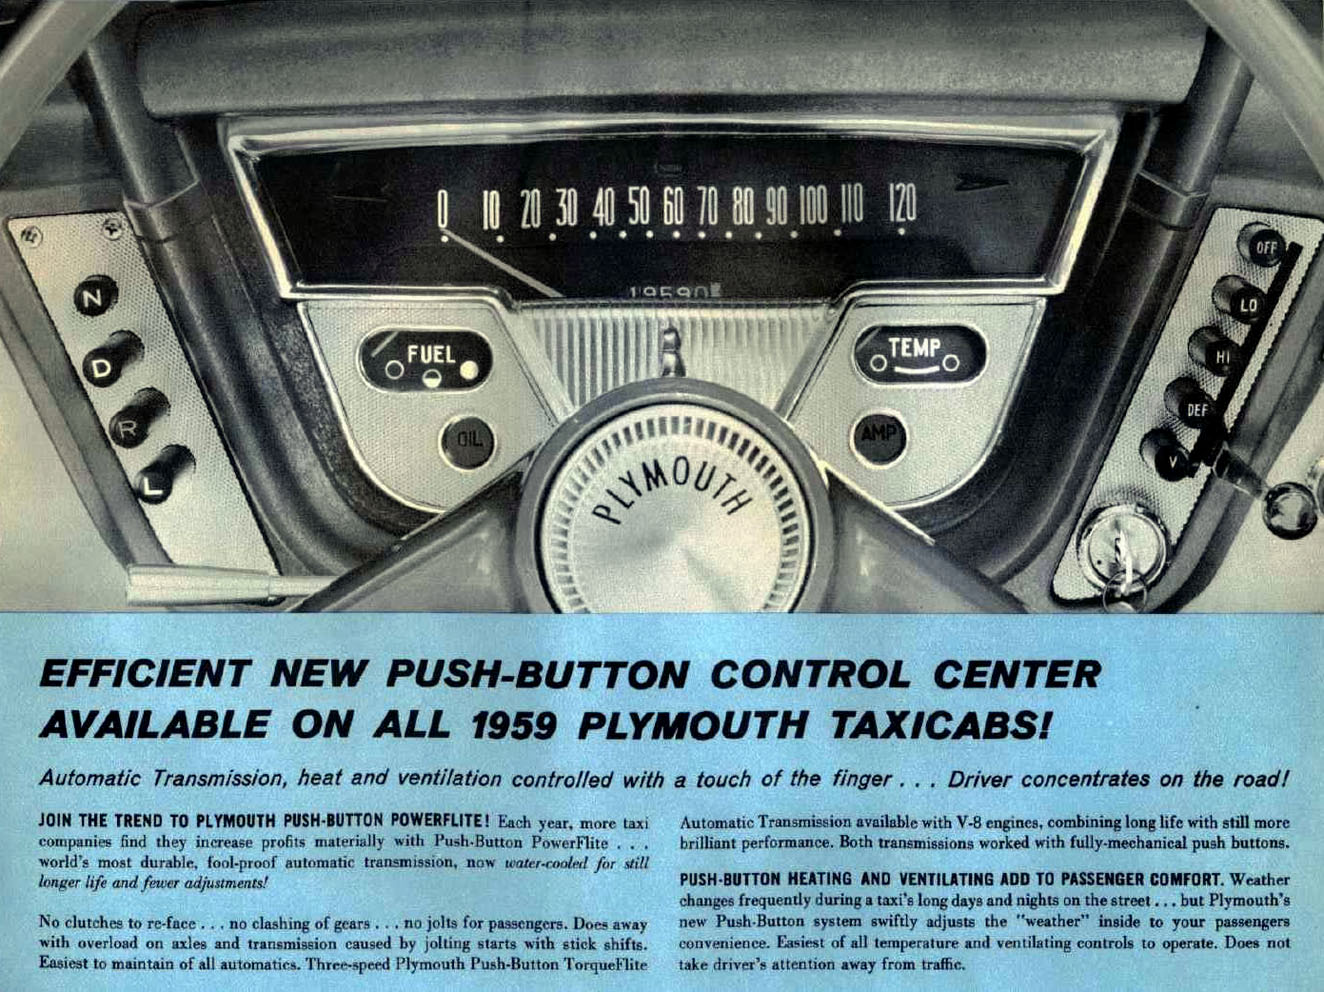 0 10 20 30 40 50 60 70 80 90 100 110 120
19590
N
D
R
L
FUEL
OIL
TEMP
AMP
OFF
LO
HI
DEF
V
PLYMOUTH
EFFICIENT NEW PUSH-BUTTON CONTROL CENTER
AVAILABLE ON ALL 1959 PLYMOUTH TAXICABS!
Automatic Transmission, heat and ventilation controlled with a touch of the finger . . . Driver concentrates on the road!
JOIN THE TREND TO PLYMOUTH PUSH-BUTTON POWERFLITE! Each year, more taxi
companies find they increase profits materially with Push-Button PowerFlite . . .
world's most durable, fool-proof automatic transmission, now water-cooled for still
longer life and fewer adjustments!
No clutches to re-face . . . no clashing of gears . . . no jolts for passengers. Does away
with overload on axles and transmission caused by jolting starts with stick shifts.
Easiest to maintain of all automatics. Three-speed Plymouth Push-Button TorqueFlite
Automatic Transmission available with V-8 engines, combining long life with still more
brilliant performance. Both transmissions worked with fully-mechanical push buttons.
PUSH-BUTTON HEATING AND VENTILATING ADD TO PASSENGER COMFORT. Weather
changes frequently during a taxi's long days and nights on the street . . . but Plymouth's
new Push-Button system swiftly adjusts the "weather" inside to your passengers
convenience. Easiest of all temperature and ventilating controls to operate. Does not
take driver's attention away from traffic.